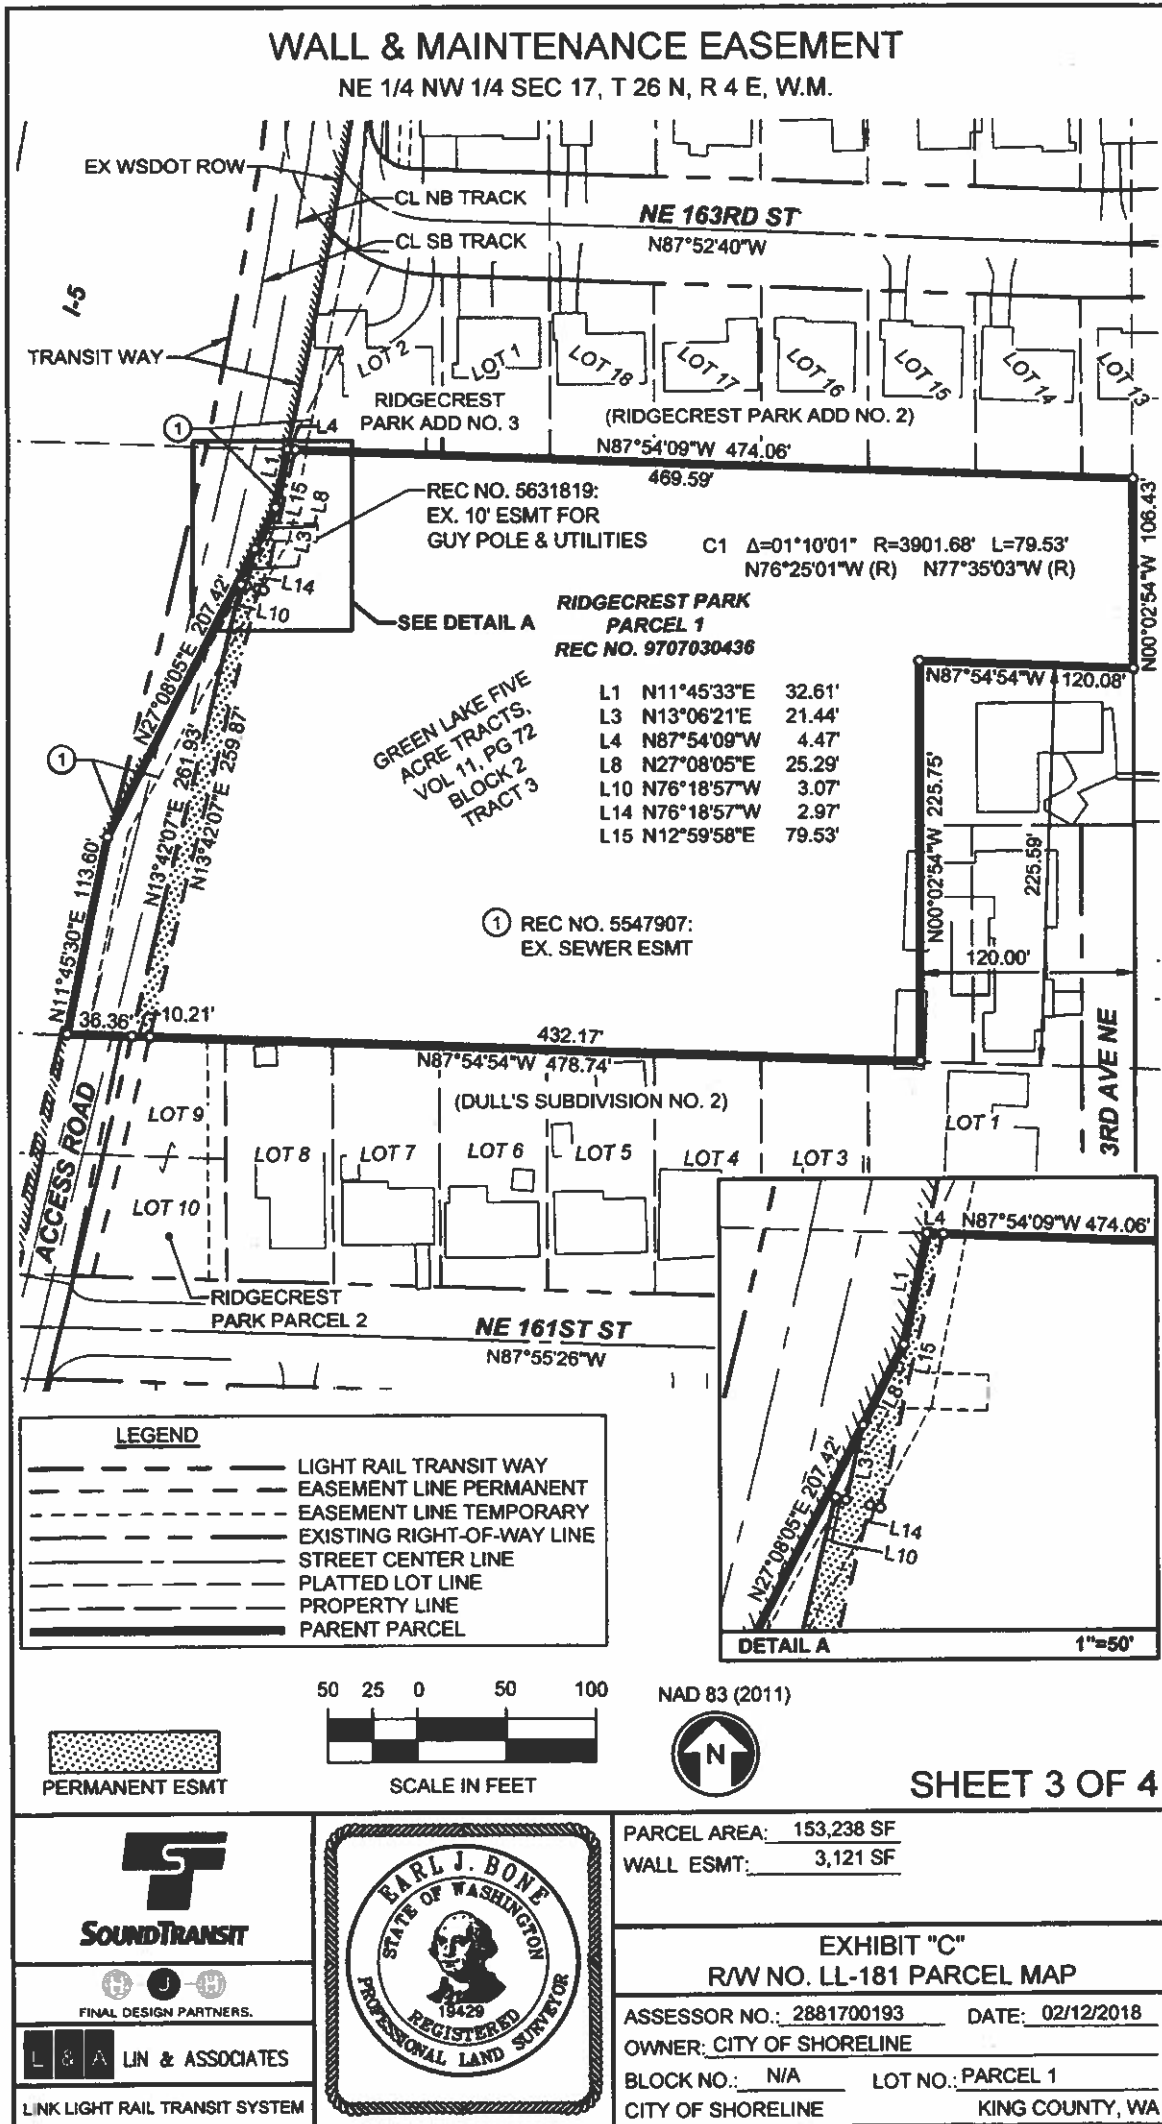 WALL & MAINTENANCE EASEMENT
NE 1/4 NW 1/4 SEC 17, T 26 N, R 4 E, W.M.
EX WSDOT ROW
CL NB TRACK
CL SB TRACK
NE 163RD ST
N87°52'40"W
I-5
TRANSIT WAY
LOT 2
LOT 1
LOT 18
LOT 17
LOT 16
LOT 15
LOT 14
LOT 13
RIDGECREST
PARK ADD NO. 3
(RIDGECREST PARK ADD NO. 2)
1
L4
N87°54'09"W 474.06'
469.59'
L1
L15
L8
L3
L14
L10
REC NO. 5631819:
EX. 10' ESMT FOR
GUY POLE & UTILITIES
C1 Δ=01°10'01" R=3901.68' L=79.53'
N76°25'01"W (R) N77°35'03"W (R)
N00°02'54"W 106.43'
SEE DETAIL A
RIDGECREST PARK
PARCEL 1
REC NO. 9707030436
N87°54'54"W 120.08'
GREEN LAKE FIVE
ACRE TRACTS,
VOL 11, PG 72
BLOCK 2
TRACT 3
L1 N11°45'33"E 32.61'
L3 N13°06'21"E 21.44'
L4 N87°54'09"W 4.47'
L8 N27°08'05"E 25.29'
L10 N76°18'57"W 3.07'
L14 N76°18'57"W 2.97'
L15 N12°59'58"E 79.53'
N27°08'05"E 207.42'
N13°42'07"E 261.93'
N13°42'07"E 259.87'
1
N11°45'30"E 113.60'
N00°02'54"W 225.75'
225.59'
120.00'
1 REC NO. 5547907:
EX. SEWER ESMT
36.36'
10.21'
432.17'
N87°54'54"W 478.74'
(DULL'S SUBDIVISION NO. 2)
3RD AVE NE
ACCESS ROAD
LOT 9
LOT 10
LOT 8
LOT 7
LOT 6
LOT 5
LOT 4
LOT 3
LOT 1
RIDGECREST
PARK PARCEL 2
NE 161ST ST
N87°55'26"W
L4 N87°54'09"W 474.06'
L1
L15
L8
L3
N27°08'05"E 207.42'
L14
L10
DETAIL A 1"=50'
LEGEND
LIGHT RAIL TRANSIT WAY
EASEMENT LINE PERMANENT
EASEMENT LINE TEMPORARY
EXISTING RIGHT-OF-WAY LINE
STREET CENTER LINE
PLATTED LOT LINE
PROPERTY LINE
PARENT PARCEL
50 25 0 50 100
SCALE IN FEET
NAD 83 (2011)
N
PERMANENT ESMT
SHEET 3 OF 4
SOUNDTRANSIT
H J H
FINAL DESIGN PARTNERS.
L & A LIN & ASSOCIATES
LINK LIGHT RAIL TRANSIT SYSTEM
EARL J. BONE
STATE OF WASHINGTON
19429
REGISTERED
PROFESSIONAL LAND SURVEYOR
PARCEL AREA: 153,238 SF
WALL ESMT: 3,121 SF
EXHIBIT "C"
R/W NO. LL-181 PARCEL MAP
ASSESSOR NO.: 2881700193 DATE: 02/12/2018
OWNER: CITY OF SHORELINE
BLOCK NO.: N/A LOT NO.: PARCEL 1
CITY OF SHORELINE KING COUNTY, WA